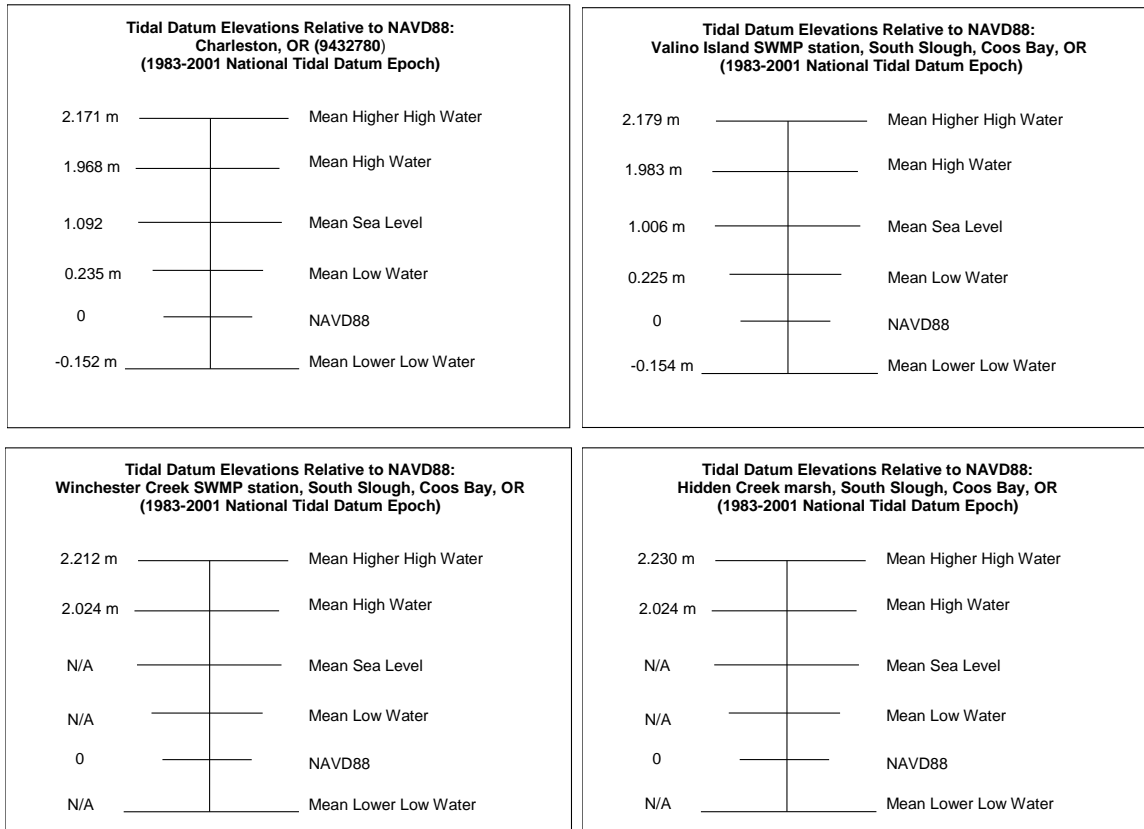 Tidal Datum Elevations Relative to NAVD88:
Charleston, OR (9432780)
(1983-2001 National Tidal Datum Epoch)
2.171 m Mean Higher High Water
1.968 m Mean High Water
1.092 Mean Sea Level
0.235 m Mean Low Water
0 NAVD88
-0.152 m Mean Lower Low Water
Tidal Datum Elevations Relative to NAVD88:
Valino Island SWMP station, South Slough, Coos Bay, OR
(1983-2001 National Tidal Datum Epoch)
2.179 m Mean Higher High Water
1.983 m Mean High Water
1.006 m Mean Sea Level
0.225 m Mean Low Water
0 NAVD88
-0.154 m Mean Lower Low Water
Tidal Datum Elevations Relative to NAVD88:
Winchester Creek SWMP station, South Slough, Coos Bay, OR
(1983-2001 National Tidal Datum Epoch)
2.212 m Mean Higher High Water
2.024 m Mean High Water
N/A Mean Sea Level
N/A Mean Low Water
0 NAVD88
N/A Mean Lower Low Water
Tidal Datum Elevations Relative to NAVD88:
Hidden Creek marsh, South Slough, Coos Bay, OR
(1983-2001 National Tidal Datum Epoch)
2.230 m Mean Higher High Water
2.024 m Mean High Water
N/A Mean Sea Level
N/A Mean Low Water
0 NAVD88
N/A Mean Lower Low Water